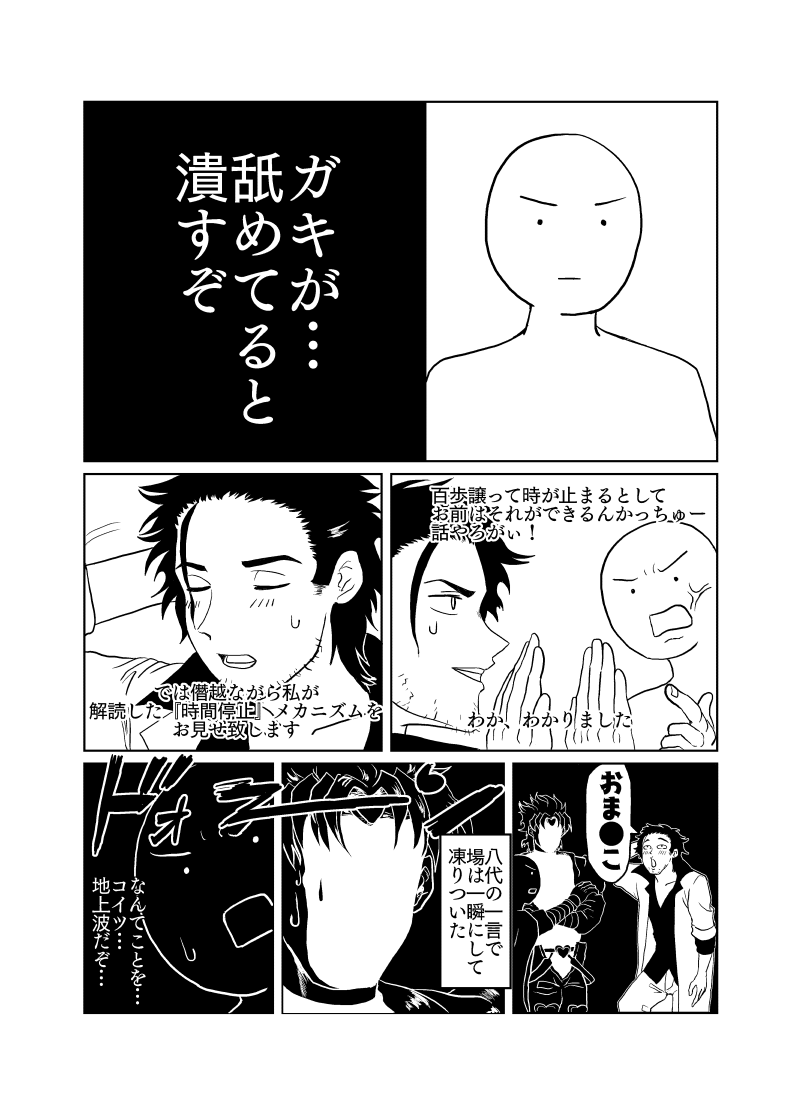 ガキが…
舐めてると
潰すぞ
百歩譲って時が止まるとして
お前はそれができるんかっちゅー
話やろがぃ！
わか、わかりました
では僭越ながら私が
解読した『時間停止』メカニズムを
お見せ致します
おま●こ
八代の一言で
場は一瞬にして
凍りついた
ドォーーン
なんてことを…
コイツ…
地上波だぞ…